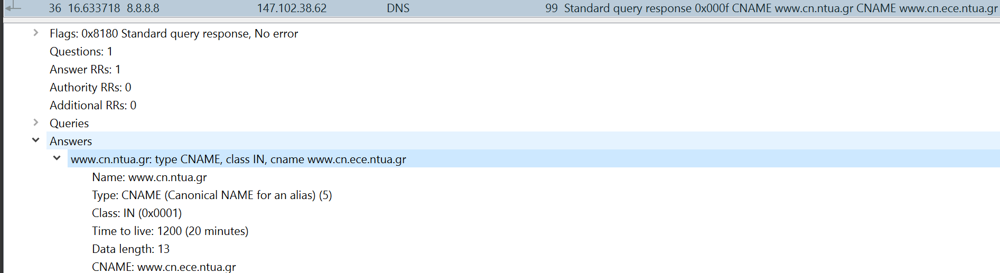 36 16.633718 8.8.8.8 147.102.38.62 DNS 99 Standard query response 0x000f CNAME www.cn.ntua.gr CNAME www.cn.ece.ntua.gr
Flags: 0x8180 Standard query response, No error
Questions: 1
Answer RRs: 1
Authority RRs: 0
Additional RRs: 0
Queries
Answers
www.cn.ntua.gr: type CNAME, class IN, cname www.cn.ece.ntua.gr
Name: www.cn.ntua.gr
Type: CNAME (Canonical NAME for an alias) (5)
Class: IN (0x0001)
Time to live: 1200 (20 minutes)
Data length: 13
CNAME: www.cn.ece.ntua.gr